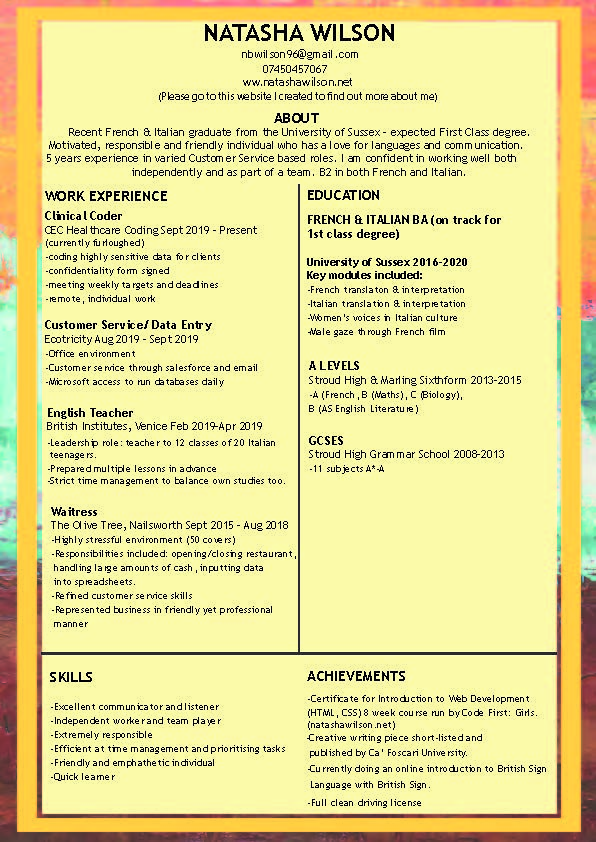 NATASHA WILSON
nbwilson96@gmail.com
07450457067
ww.natashawilson.net
(Please go to this website I created to find out more about me)
ABOUT
Recent French & Italian graduate from the University of Sussex - expected First Class degree.
Motivated, responsible and friendly individual who has a love for languages and communication.
5 years experience in varied Customer Service based roles. I am confident in working well both
independently and as part of a team. B2 in both French and Italian.
WORK EXPERIENCE
Clinical Coder
CEC Healthcare Coding Sept 2019 - Present
(currently furloughed)
-coding highly sensitive data for clients
-confidentiality form signed
-meeting weekly targets and deadlines
-remote, individual work
Customer Service/ Data Entry
Ecotricity Aug 2019 - Sept 2019
-Office environment
-Customer service through salesforce and email
-Microsoft access to run databases daily
English Teacher
British Institutes, Venice Feb 2019-Apr 2019
-Leadership role: teacher to 12 classes of 20 Italian
teenagers.
-Prepared multiple lessons in advance
-Strict time management to balance own studies too.
Waitress
The Olive Tree, Nailsworth Sept 2015 - Aug 2018
-Highly stressful environment (50 covers)
-Responsibilities included: opening/closing restaurant,
handling large amounts of cash, inputting data
into spreadsheets.
-Refined customer service skills
-Represented business in friendly yet professional
manner
EDUCATION
FRENCH & ITALIAN BA (on track for
1st class degree)
University of Sussex 2016-2020
Key modules included:
-French translaton & interpretation
-Italian translation & interpretation
-Women's voices in Italian culture
-Male gaze through French film
A LEVELS
Stroud High & Marling Sixthform 2013-2015
-A (French, B (Maths), C (Biology),
B (AS English Literature)
GCSES
Stroud High Grammar School 2008-2013
-11 subjects A*-A
SKILLS
-Excellent communicator and listener
-Independent worker and team player
-Extremely responsible
-Efficient at time management and prioritising tasks
-Friendly and emphathetic individual
-Quick learner
ACHIEVEMENTS
-Certificate for Introduction to Web Development
(HTML, CSS) 8 week course run by Code First: Girls.
(natashawilson.net)
-Creative writing piece short-listed and
published by Ca' Foscari University.
-Currently doing an online introduction to British Sign
Language with British Sign.
-Full clean driving license